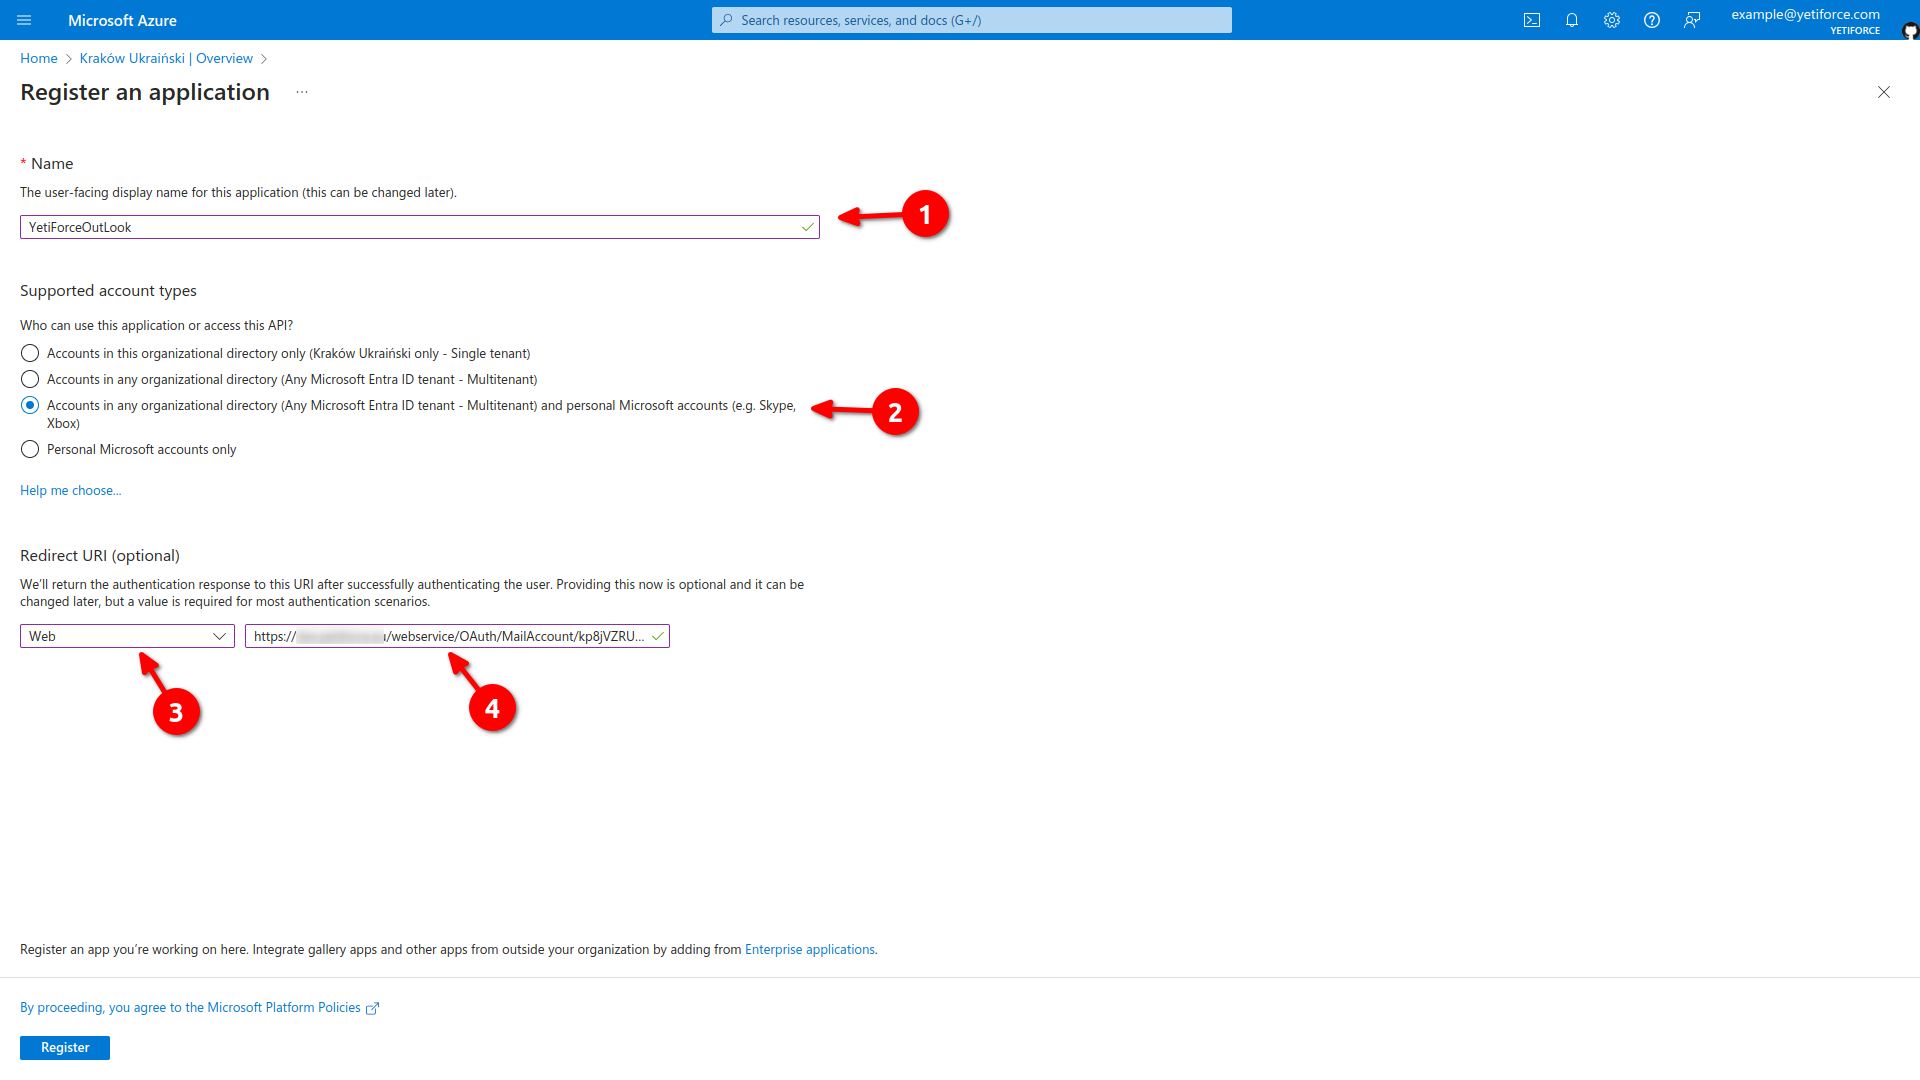 Microsoft Azure
Search resources, services, and docs (G+/)
example@yetiforce.com
YETIFORCE
Home
Kraków Ukraiński | Overview
Register an application
...
* Name
The user-facing display name for this application (this can be changed later).
YetiForceOutLook
1
Supported account types
Who can use this application or access this API?
Accounts in this organizational directory only (Kraków Ukraiński only - Single tenant)
Accounts in any organizational directory (Any Microsoft Entra ID tenant - Multitenant)
Accounts in any organizational directory (Any Microsoft Entra ID tenant - Multitenant) and personal Microsoft accounts (e.g. Skype,
Xbox)
2
Personal Microsoft accounts only
Help me choose...
Redirect URI (optional)
We'll return the authentication response to this URI after successfully authenticating the user. Providing this now is optional and it can be
changed later, but a value is required for most authentication scenarios.
Web
https:// /webservice/OAuth/MailAccount/kp8jVZRU...
3
4
Register an app you're working on here. Integrate gallery apps and other apps from outside your organization by adding from Enterprise applications.
By proceeding, you agree to the Microsoft Platform Policies
Register